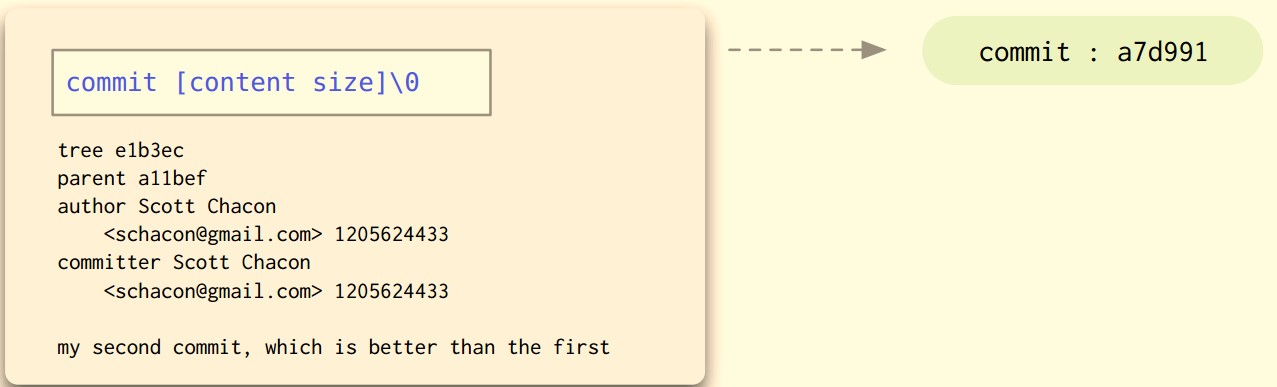 commit [content size]\0
commit : a7d991
tree e1b3ec
parent a11bef
author Scott Chacon
<schacon@gmail.com> 1205624433
committer Scott Chacon
<schacon@gmail.com> 1205624433
my second commit, which is better than the first